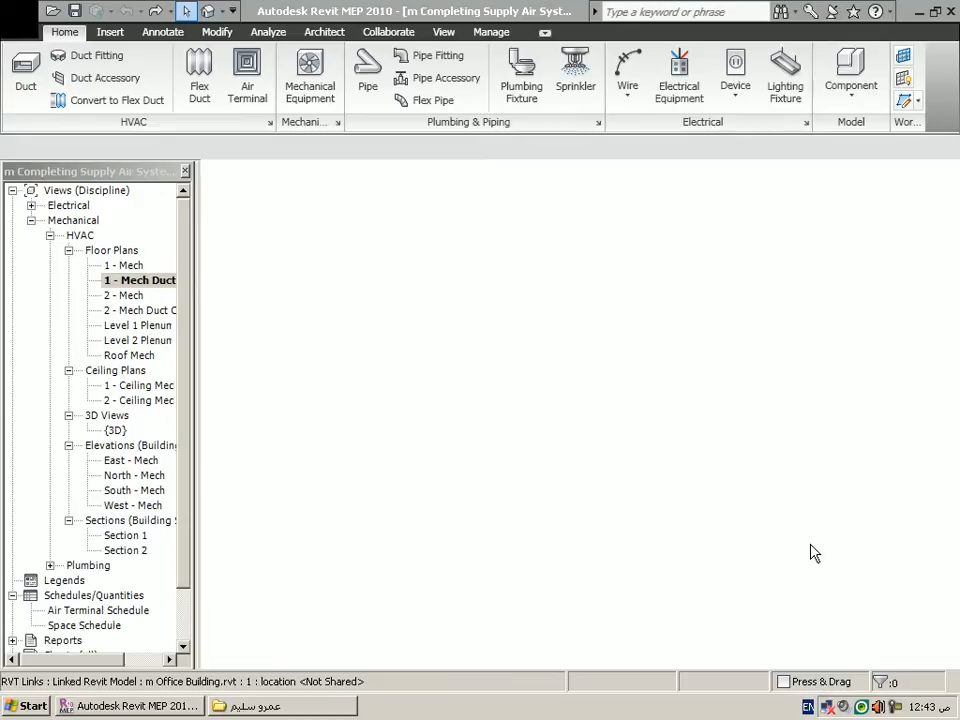 Autodesk Revit MEP 2010 - [m Completing Supply Air Syst...
Type a keyword or phrase
Home Insert Annotate Modify Analyze Architect Collaborate View Manage
Duct
Duct Fitting
Duct Accessory
Convert to Flex Duct
Flex Duct
Air Terminal
Mechanical Equipment
Pipe
Pipe Fitting
Pipe Accessory
Flex Pipe
Plumbing Fixture
Sprinkler
Wire
Electrical Equipment
Device
Lighting Fixture
Component
HVAC Mechani... Plumbing & Piping Electrical Model Wor...
m Completing Supply Air Syste...
Views (Discipline)
Electrical
Mechanical
HVAC
Floor Plans
1 - Mech
1 - Mech Duct
2 - Mech
2 - Mech Duct C
Level 1 Plenum
Level 2 Plenum
Roof Mech
Ceiling Plans
1 - Ceiling Mec
2 - Ceiling Mec
3D Views
{3D}
Elevations (Building
East - Mech
North - Mech
South - Mech
West - Mech
Sections (Building S
Section 1
Section 2
Plumbing
Legends
Schedules/Quantities
Air Terminal Schedule
Space Schedule
Reports
RVT Links : Linked Revit Model : m Office Building.rvt : 1 : location <Not Shared>
Press & Drag
:0
Start
Autodesk Revit MEP 201...
عمرو سليم
EN
12:43 ص